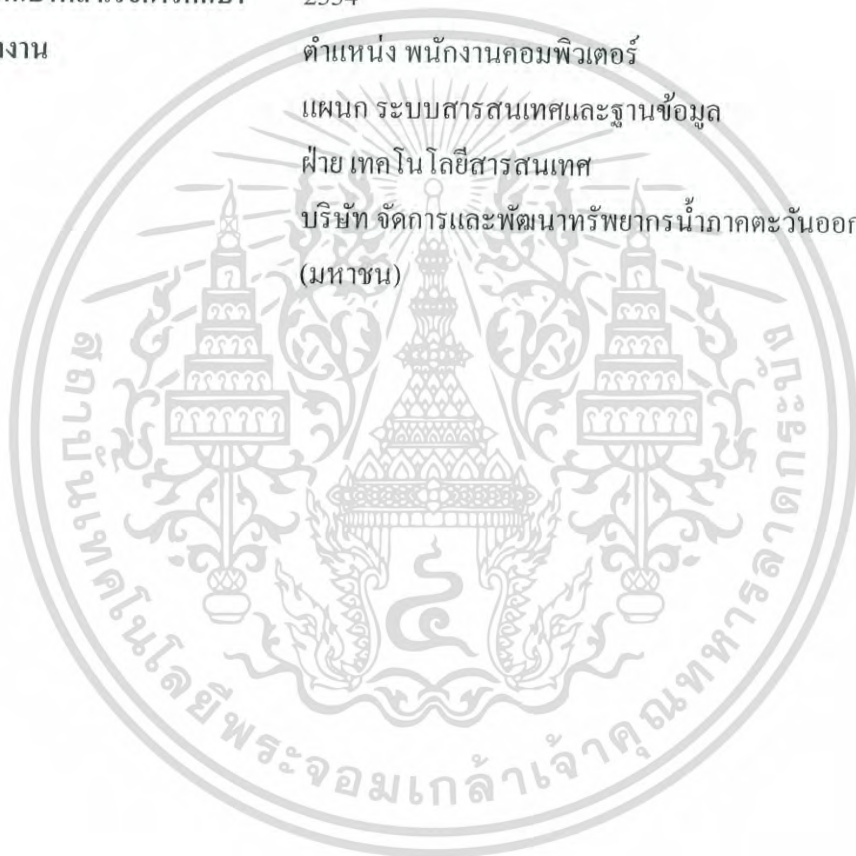 2554
งาน
ตำแหน่ง พนักงานคอมพิวเตอร์
แผนก ระบบสารสนเทศและฐานข้อมูล
ฝ่าย เทคโนโลยีสารสนเทศ
บริษัท จัดการและพัฒนาทรัพยากรน้ำภาคตะวันออก
(มหาชน)
สถาบันเทคโนโลยีพระจอมเกล้าเจ้าคุณทหารลาดกระบัง